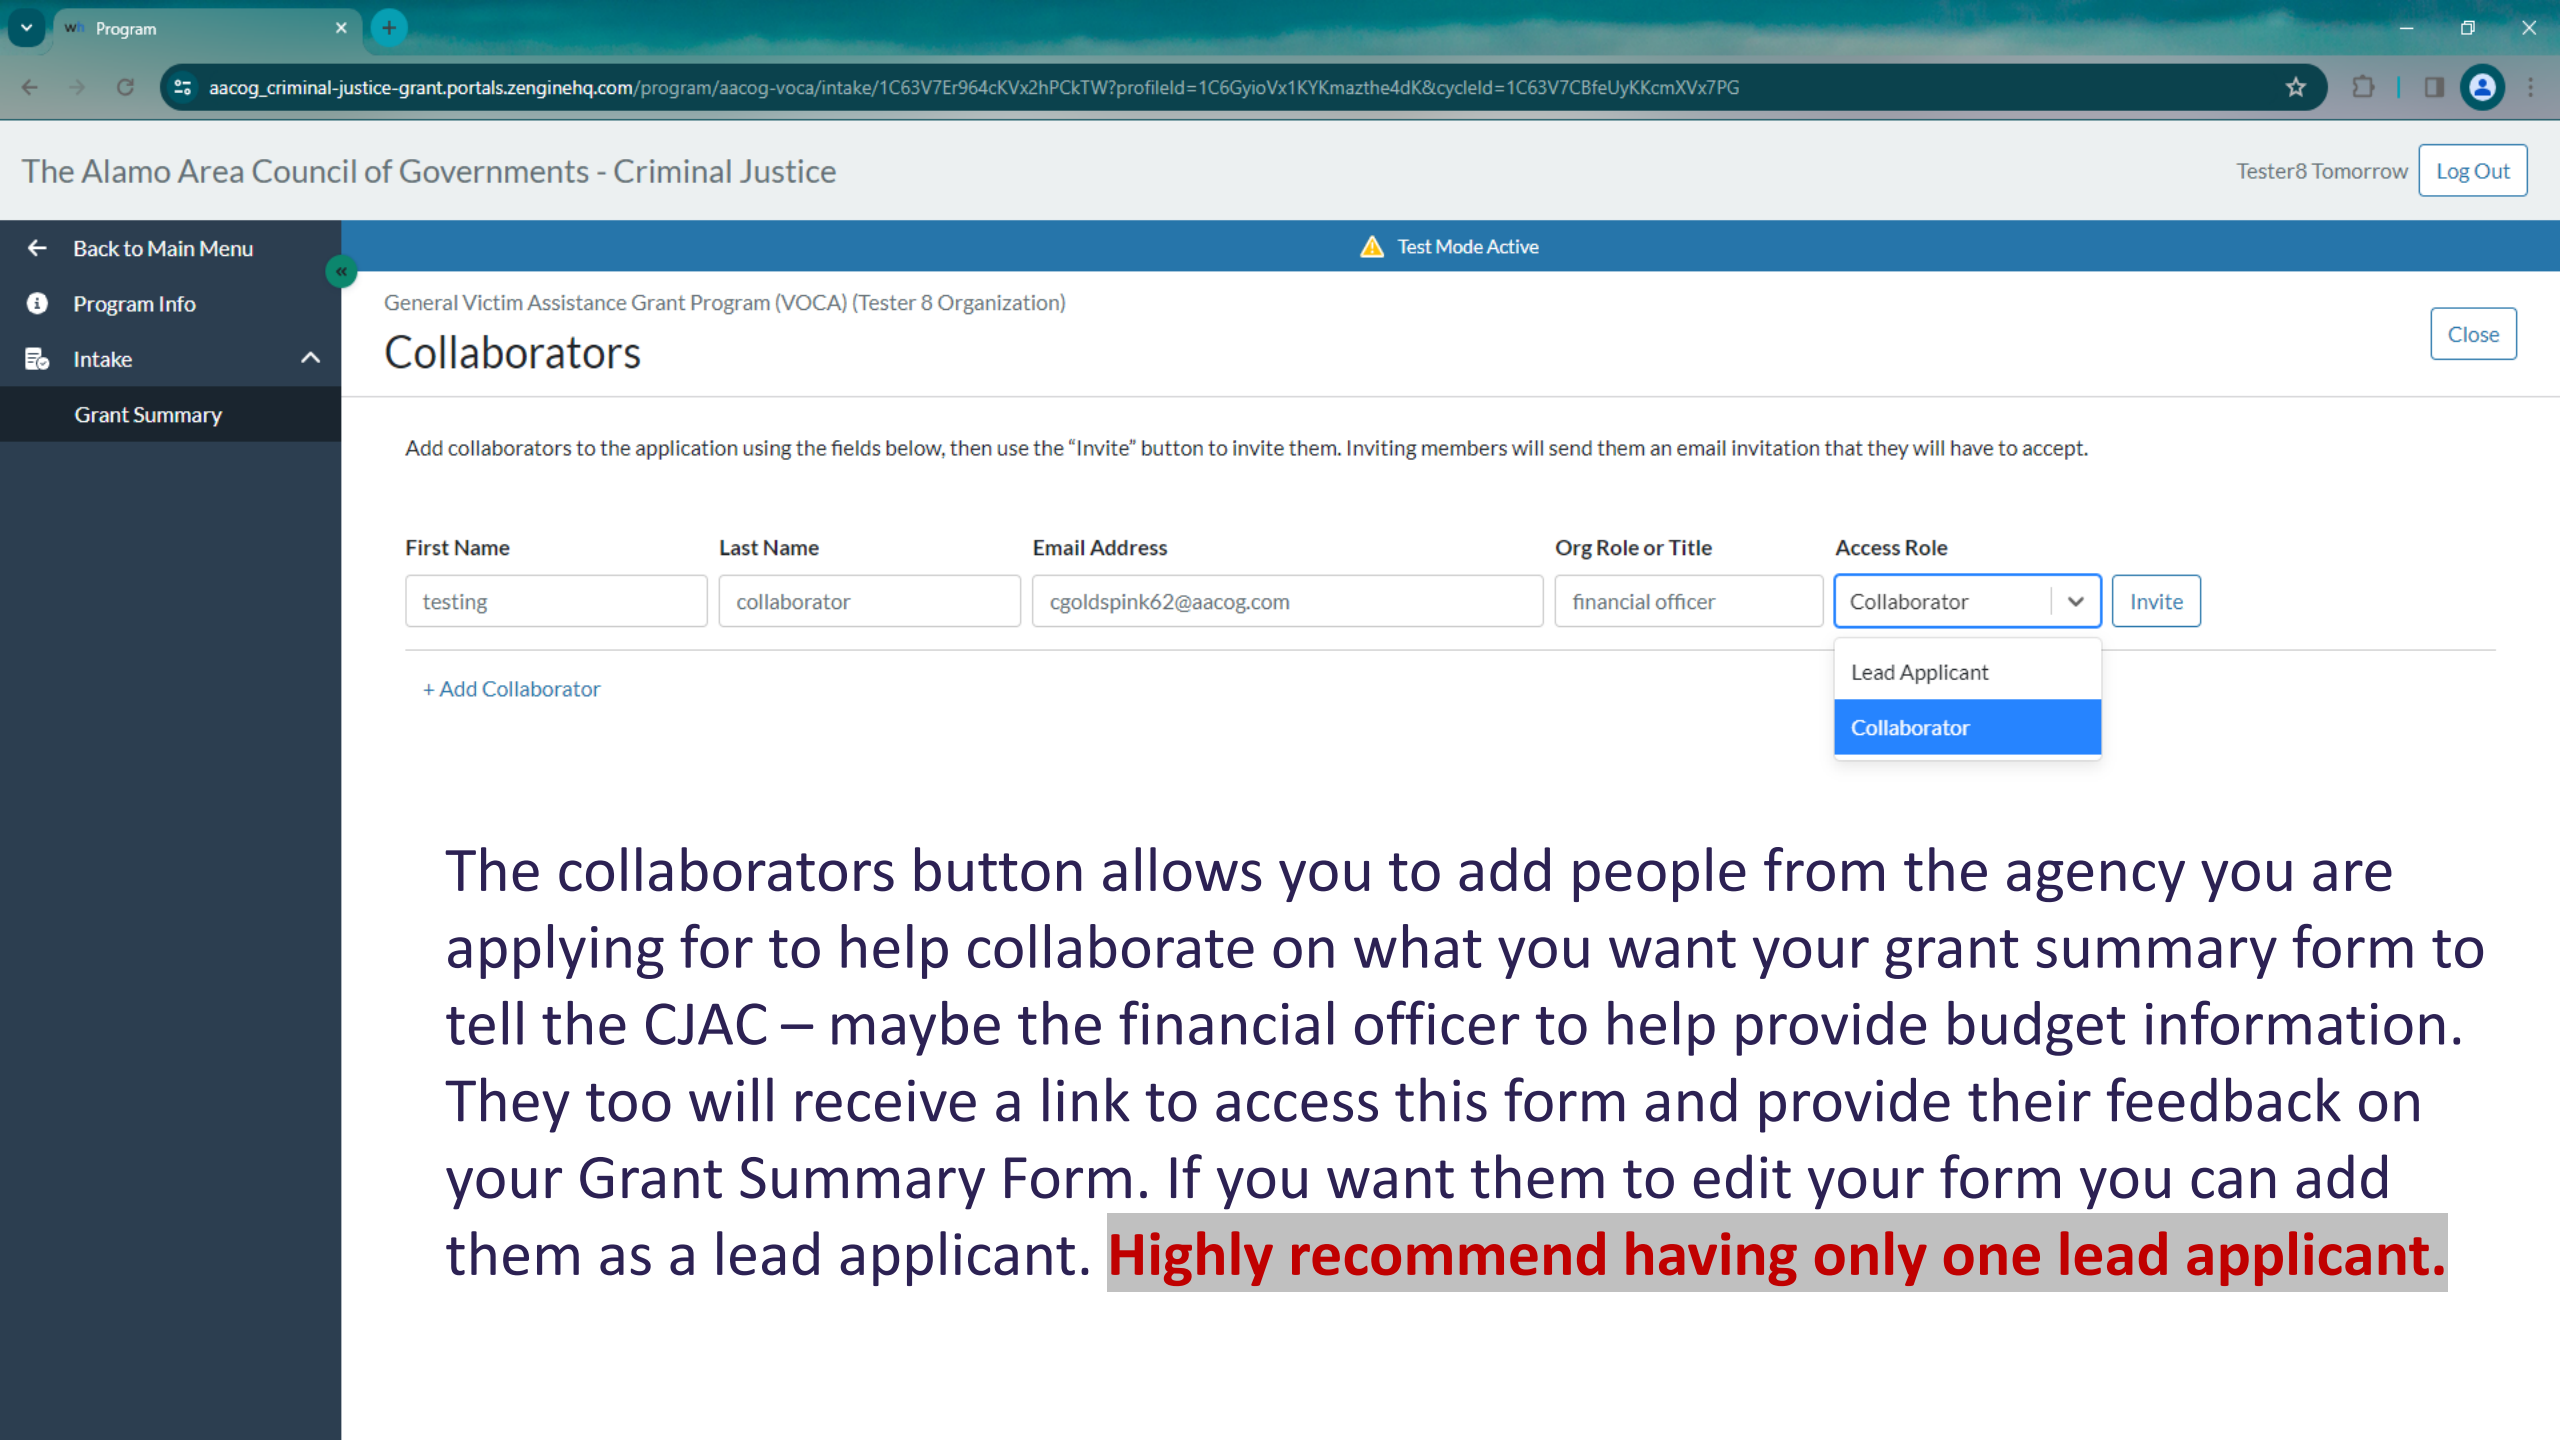 wh Program
aacog_criminal-justice-grant.portals.zenginehq.com/program/aacog-voca/intake/1C63V7Er964cKVx2hPCkTW?profileId=1C6GyioVx1KYKmazthe4dK&cycleId=1C63V7CBfeUyKKcmXVx7PG
The Alamo Area Council of Governments - Criminal Justice
Tester8 Tomorrow Log Out
Back to Main Menu
Test Mode Active
Program Info
Intake
Grant Summary
General Victim Assistance Grant Program (VOCA) (Tester 8 Organization)
Collaborators
Close
Add collaborators to the application using the fields below, then use the “Invite” button to invite them. Inviting members will send them an email invitation that they will have to accept.
First Name Last Name Email Address Org Role or Title Access Role
testing collaborator cgoldspink62@aacog.com financial officer Collaborator Invite
Lead Applicant
Collaborator
+ Add Collaborator
The collaborators button allows you to add people from the agency you are
applying for to help collaborate on what you want your grant summary form to
tell the CJAC – maybe the financial officer to help provide budget information.
They too will receive a link to access this form and provide their feedback on
your Grant Summary Form. If you want them to edit your form you can add
them as a lead applicant. Highly recommend having only one lead applicant.